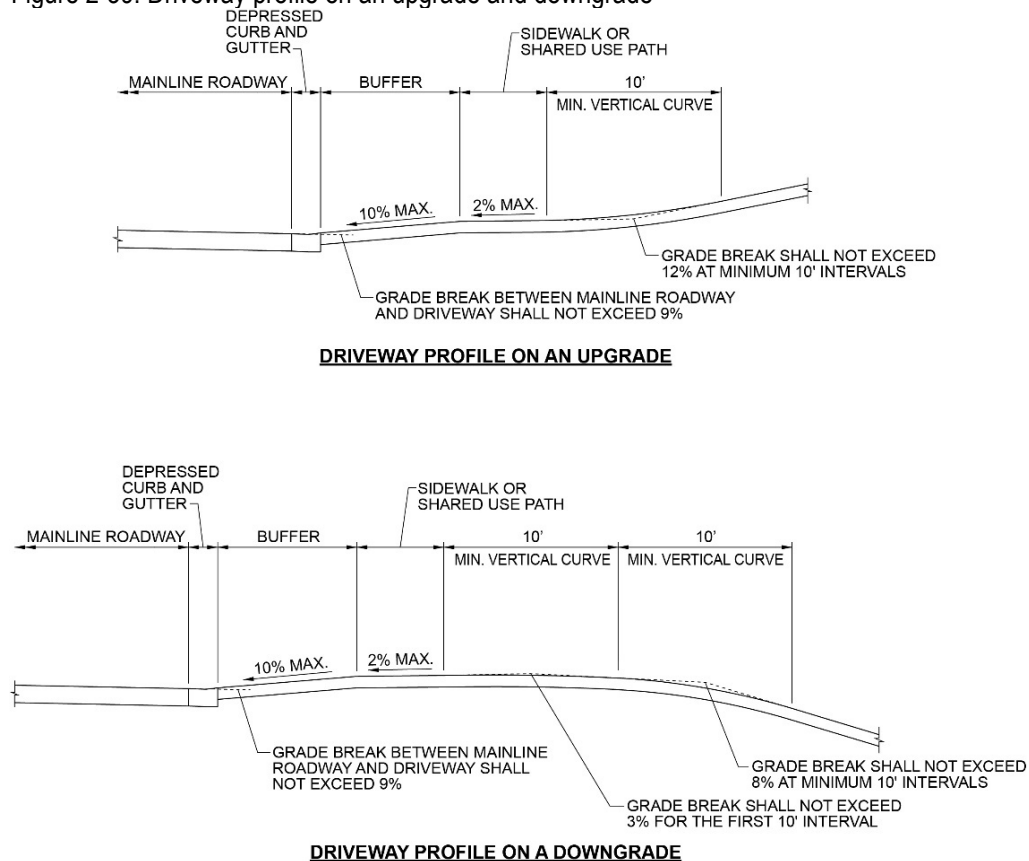 Figure 2-60. Driveway profile on an upgrade and downgrade
DEPRESSED
CURB AND
GUTTER
SIDEWALK OR
SHARED USE PATH
MAINLINE ROADWAY
BUFFER
10'
MIN. VERTICAL CURVE
10% MAX.
2% MAX.
GRADE BREAK SHALL NOT EXCEED
12% AT MINIMUM 10' INTERVALS
GRADE BREAK BETWEEN MAINLINE ROADWAY
AND DRIVEWAY SHALL NOT EXCEED 9%
DRIVEWAY PROFILE ON AN UPGRADE
DEPRESSED
CURB AND
GUTTER
SIDEWALK OR
SHARED USE PATH
MAINLINE ROADWAY
BUFFER
10'
MIN. VERTICAL CURVE
10'
MIN. VERTICAL CURVE
10% MAX.
2% MAX.
GRADE BREAK BETWEEN MAINLINE
ROADWAY AND DRIVEWAY SHALL
NOT EXCEED 9%
GRADE BREAK SHALL NOT EXCEED
8% AT MINIMUM 10' INTERVALS
GRADE BREAK SHALL NOT EXCEED
3% FOR THE FIRST 10' INTERVAL
DRIVEWAY PROFILE ON A DOWNGRADE